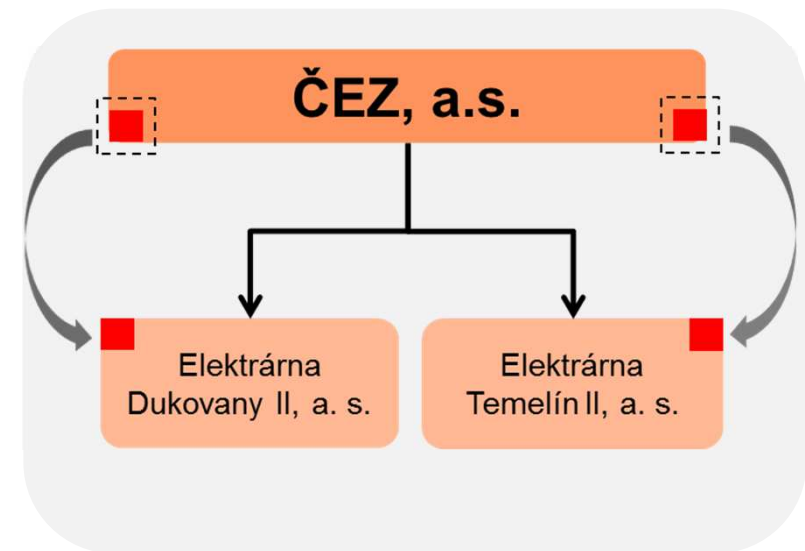 ČEZ, a.s.
Elektrárna
Dukovany II, a. s.
Elektrárna
Temelín II, a. s.